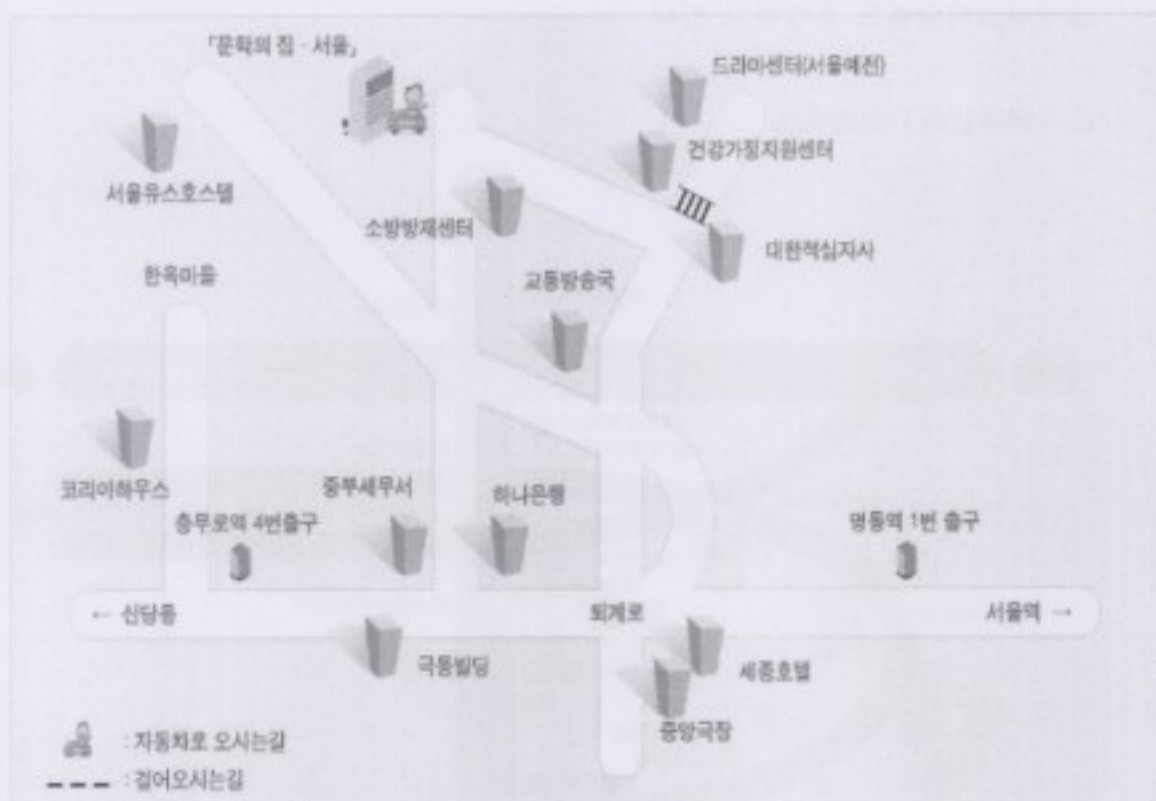 「문학의 집 · 서울」
드라마센터(서울예전)
건강가정지원센터
서울유스호스텔
소방방재센터
대한적십자사
한옥마을
교통방송국
코리아하우스
중부세무서
하나은행
충무로역 4번출구
명동역 1번 출구
← 신당동
퇴계로
서울역 →
극동빌딩
세종호텔
중앙극장
: 자동차로 오시는길
: 걸어오시는길